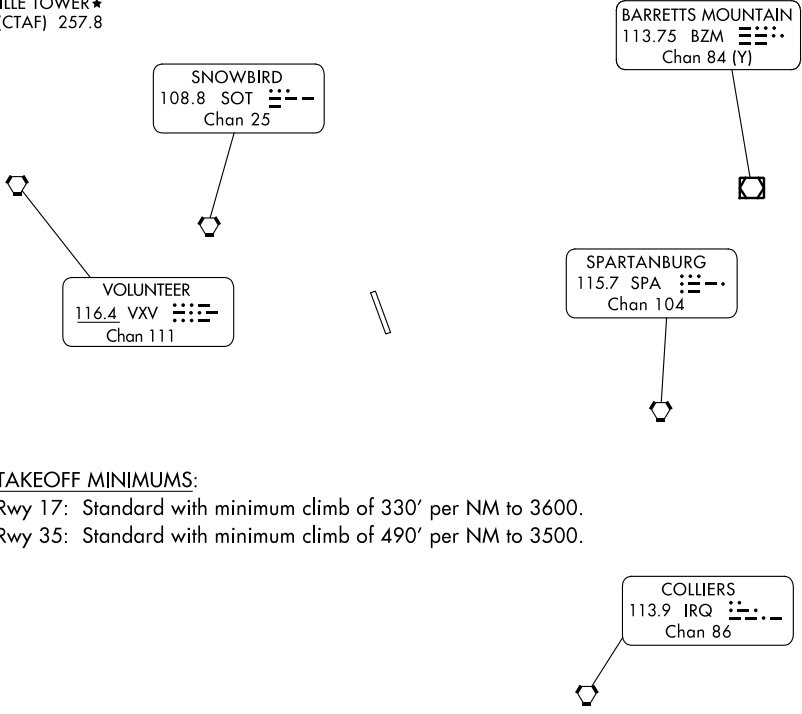 ILLE TOWER★
(CTAF) 257.8
BARRETTS MOUNTAIN
113.75 BZM
Chan 84 (Y)
SNOWBIRD
108.8 SOT
Chan 25
SPARTANBURG
115.7 SPA
Chan 104
VOLUNTEER
116.4 VXV
Chan 111
TAKEOFF MINIMUMS:
Rwy 17: Standard with minimum climb of 330' per NM to 3600.
Rwy 35: Standard with minimum climb of 490' per NM to 3500.
COLLIERS
113.9 IRQ
Chan 86